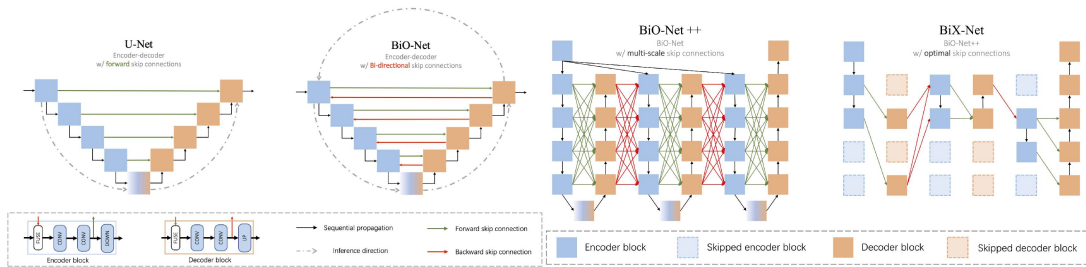 U-Net
Encoder-decoder
w/ forward skip connections
BiO-Net
Encoder-decoder
w/ Bi-directional skip connections
BiO-Net ++
BiO-Net
w/ multi-scale skip connections
BiX-Net
BiO-Net++
w/ optimal skip connections
FUSE
CONV
CONV
DOWN
Encoder block
FUSE
CONV
CONV
UP
Decoder block
Sequential propagation
Forward skip connection
Inference direction
Backward skip connection
Encoder block
Skipped encoder block
Decoder block
Skipped decoder block